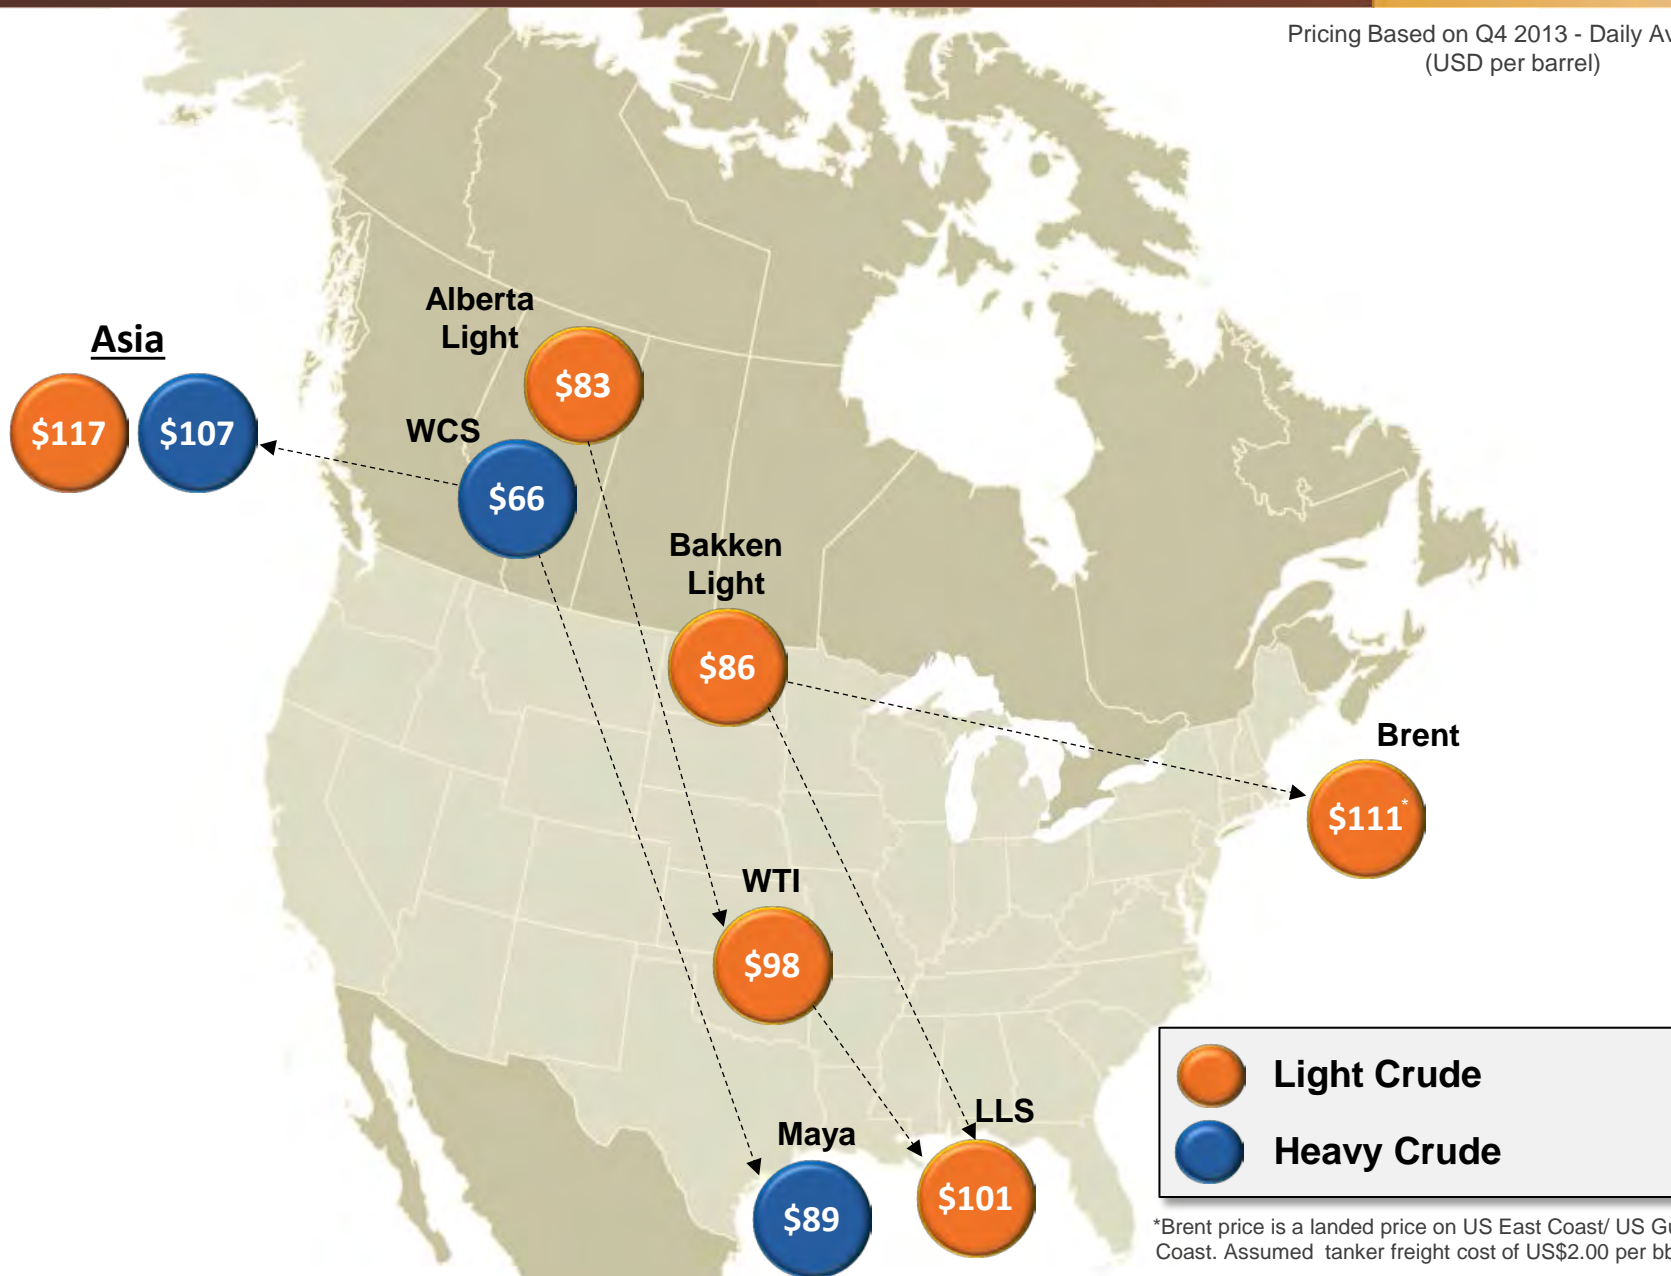 Pricing Based on Q4 2013 - Daily
(USD per barrel)
Alberta
Light
$83
Asia
$117
$107
WCS
$66
Bakken
Light
$86
Brent
$111*
WTI
$98
LLS
$101
Maya
$89
Light Crude
Heavy Crude
*Brent price is a landed price on US East Coast/ US
Coast. Assumed tanker freight cost of US$2.00 per